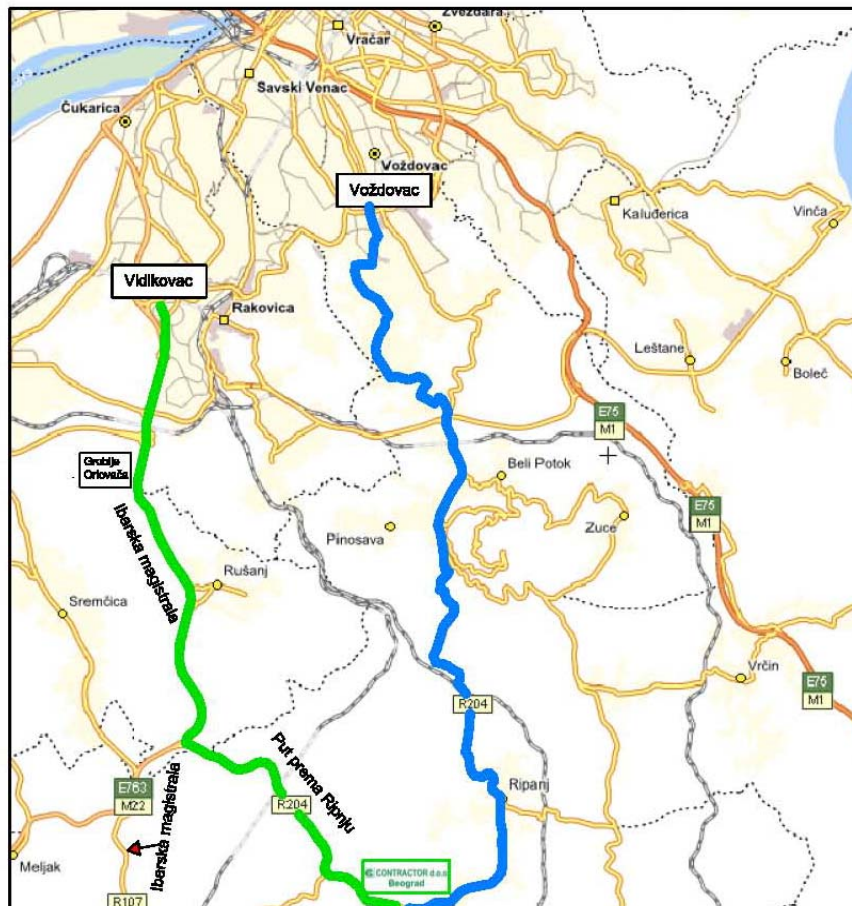 Zvezdara
Vračar
Savski Venac
Čukarica
Voždovac
Voždovac
Kaluđerica
Vinča
Vidikovac
Rakovica
Leštane
Boleč
E75
M1
Groblje
Orlovača
Beli Potok
E75
M1
Pinosava
Zuce
Ibarska magistrala
Rušanj
Sremčica
Vrčin
E75
M1
R204
Put prema Ripnju
E763
M22
Ibarska magistrala
R204
Ripanj
Meljak
CONTRACTOR d.o.o
Beograd
R107